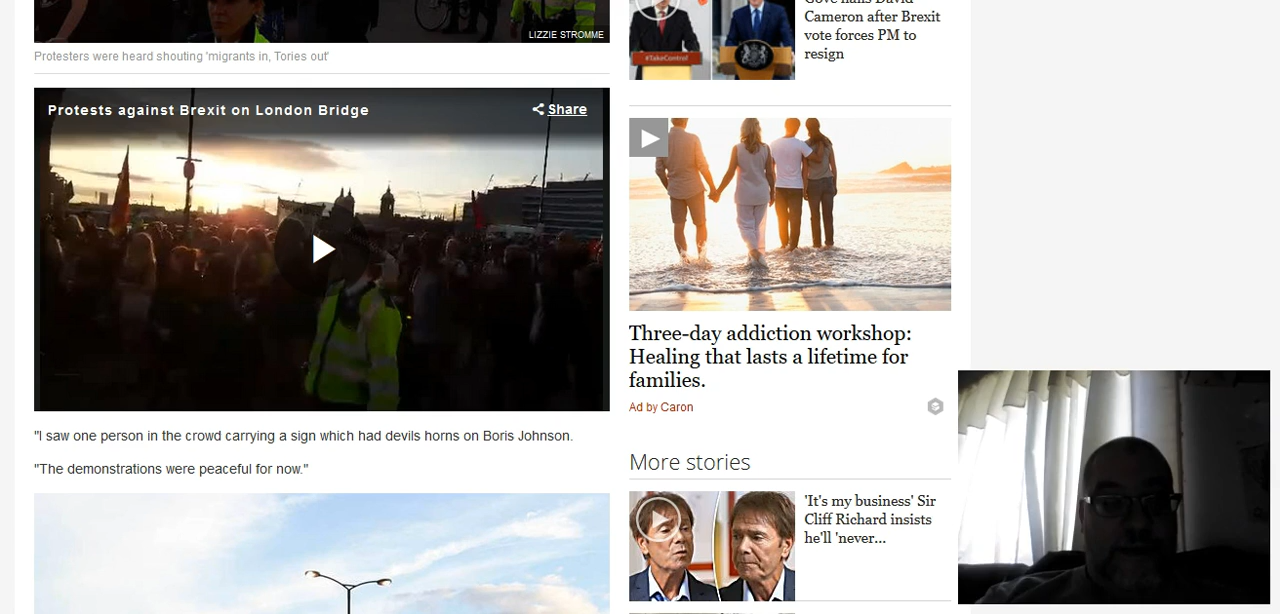 LIZZIE STROMME
Protesters were heard shouting 'migrants in, Tories out'
Protests against Brexit on London Bridge
Share
"I saw one person in the crowd carrying a sign which had devils horns on Boris Johnson.
"The demonstrations were peaceful for now."
Gove hails David
Cameron after Brexit
vote forces PM to
resign
#TakeControl
Three-day addiction workshop:
Healing that lasts a lifetime for
families.
Ad by Caron
More stories
'It's my business' Sir
Cliff Richard insists
he'll 'never...